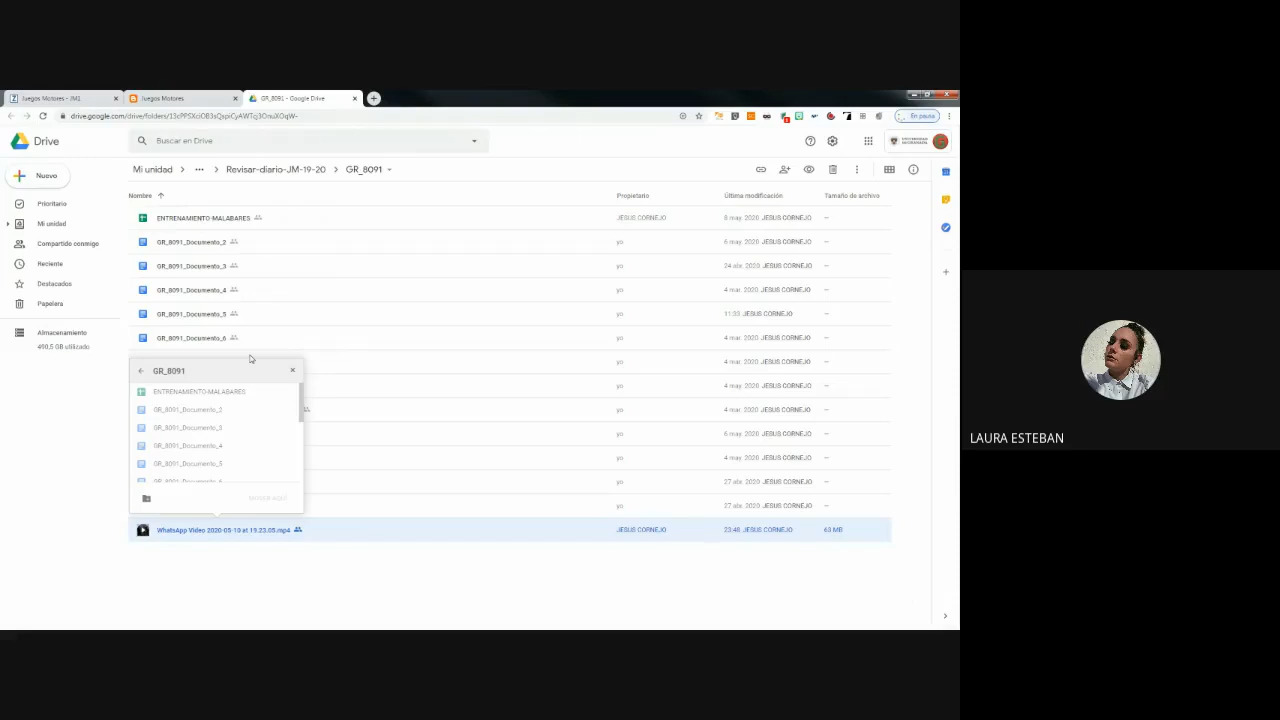 Juegos Motores - JM1
Juegos Motores
GR_8091 - Google Drive
En pausa
Drive
Buscar en Drive
Nuevo
Mi unidad > ··· > Revisar-diario-JM-19-20 > GR_8091
Nombre Propietario Última modificación Tamaño de archivo
Prioritario
Mi unidad
Compartido conmigo
Reciente
Destacados
Papelera
Almacenamiento
490,5 GB utilizado
ENTRENAMIENTO-MALABARES JESUS CORNEJO 8 may. 2020 JESUS CORNEJO —
GR_8091_Documento_2 yo 6 may. 2020 JESUS CORNEJO —
GR_8091_Documento_3 yo 24 abr. 2020 JESUS CORNEJO —
GR_8091_Documento_4 yo 4 mar. 2020 JESUS CORNEJO —
GR_8091_Documento_5 yo 11:33 JESUS CORNEJO —
GR_8091_Documento_6 yo 4 mar. 2020 JESUS CORNEJO —
yo 4 mar. 2020 JESUS CORNEJO —
yo 4 mar. 2020 JESUS CORNEJO —
yo 4 mar. 2020 JESUS CORNEJO —
yo 6 may. 2020 JESUS CORNEJO —
yo 4 may. 2020 JESUS CORNEJO —
yo 27 abr. 2020 JESUS CORNEJO —
yo 27 abr. 2020 JESUS CORNEJO —
GR_8091
ENTRENAMIENTO-MALABARES
GR_8091_Documento_2
GR_8091_Documento_3
GR_8091_Documento_4
GR_8091_Documento_5
WhatsApp Video 2020-05-10 at 19.23.05.mp4 JESUS CORNEJO 23:48 JESUS CORNEJO 63 MB
LAURA ESTEBAN